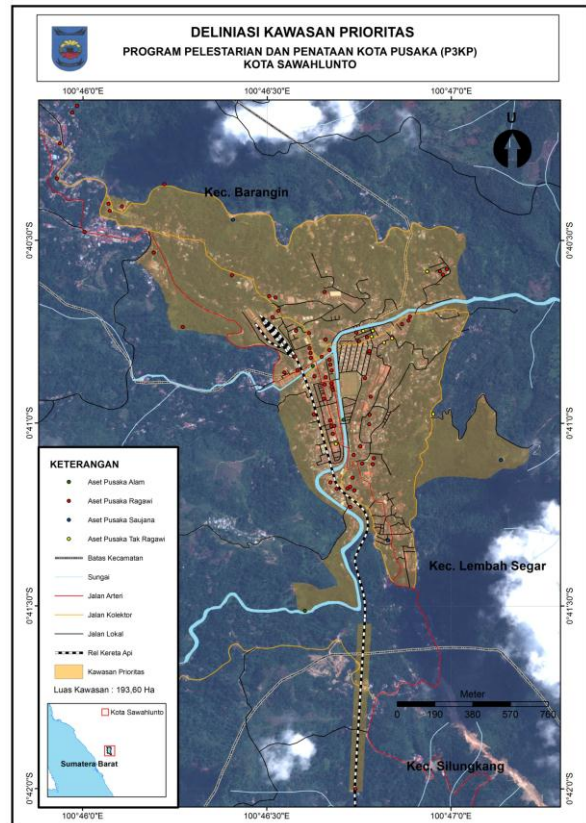 DELINIASI KAWASAN PRIORITAS
PROGRAM PELESTARIAN DAN PENATAAN KOTA PUSAKA (P3KP)
KOTA SAWAHLUNTO
100°46'0"E
100°46'30"E
100°47'0"E
U
Kec. Barangin
0°40'30"S
0°40'30"S
0°41'0"S
0°41'0"S
KETERANGAN
Aset Pusaka Alam
Aset Pusaka Ragawi
Aset Pusaka Saujana
Aset Pusaka Tak Ragawi
Batas Kecamatan
Sungai
Jalan Arteri
Jalan Kolektor
Jalan Lokal
Rel Kereta Api
Kawasan Prioritas
Luas Kawasan : 193,60 Ha
Kec. Lembah Segar
0°41'30"S
0°41'30"S
Meter
0 190 380 570 760
Kota Sawahlunto
Sumatera Barat
Kec. Silungkang
0°42'0"S
0°42'0"S
100°46'0"E
100°46'30"E
100°47'0"E